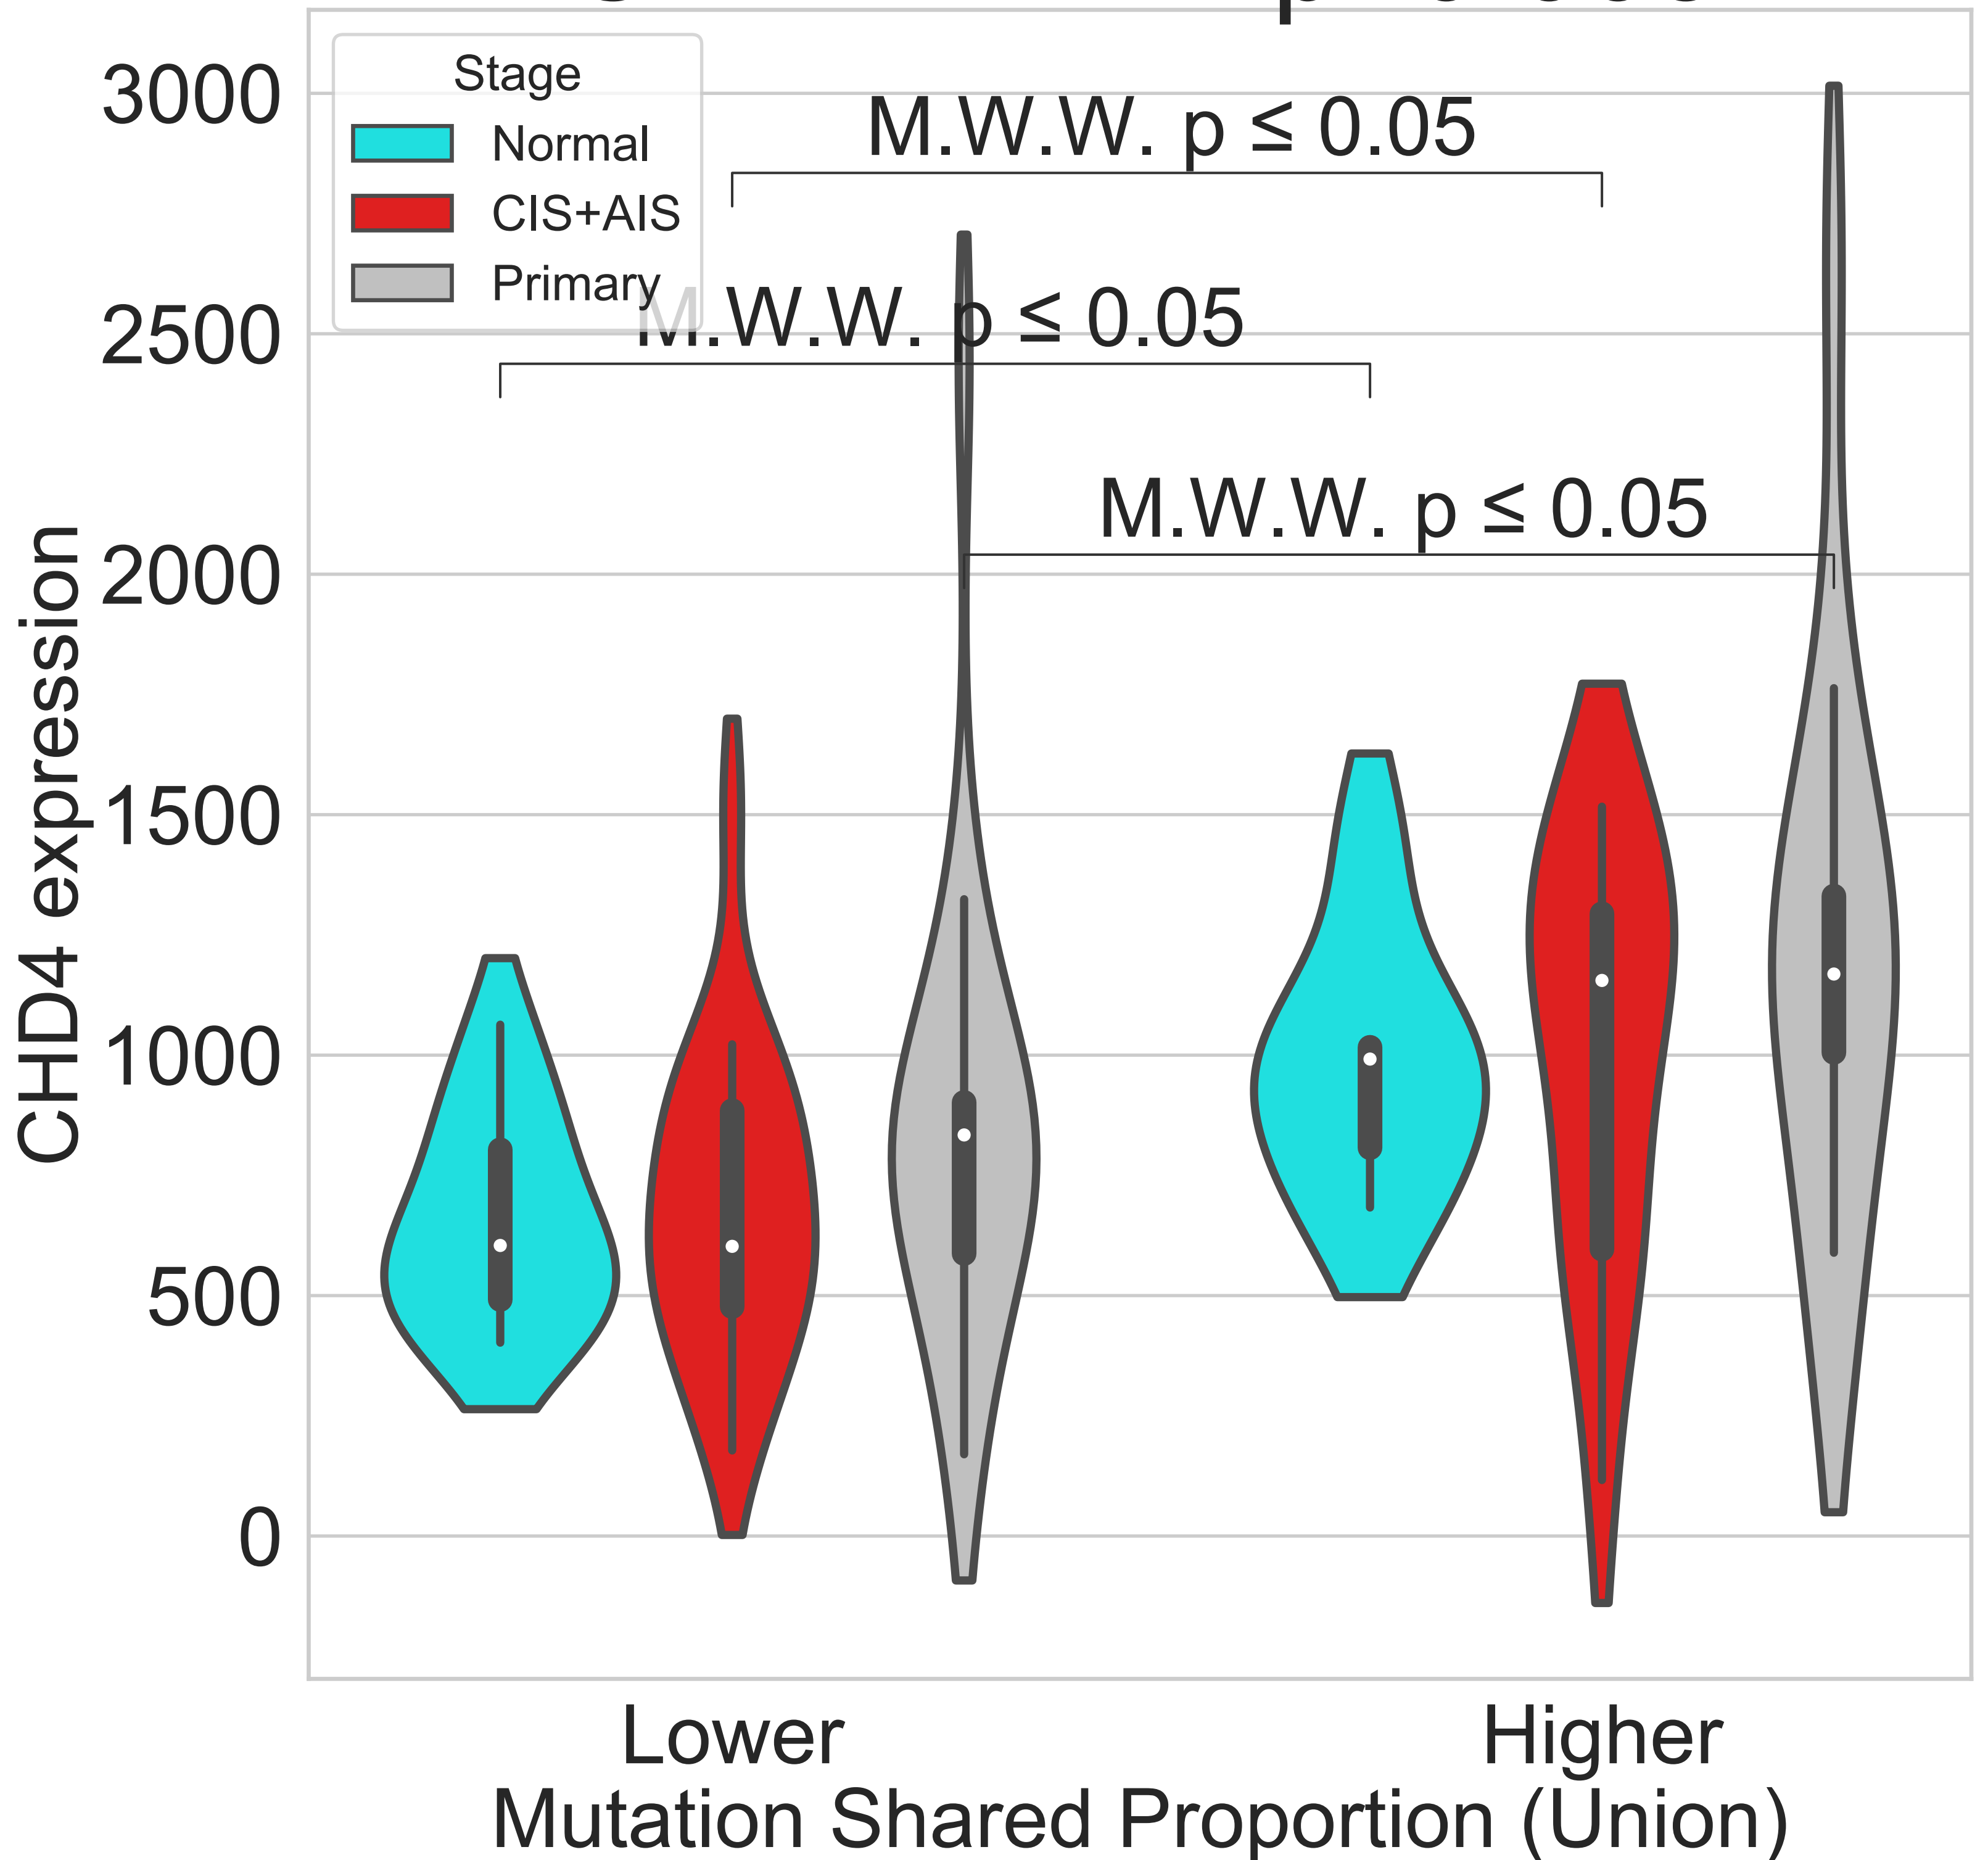 Stage
Normal
CIS+AIS
Primary
M.W.W. p ≤ 0.05
M.W.W. p ≤ 0.05
M.W.W. p ≤ 0.05
3000
2500
2000
1500
1000
500
0
CHD4 expression
Lower
Higher
Mutation Shared Proportion (Union)